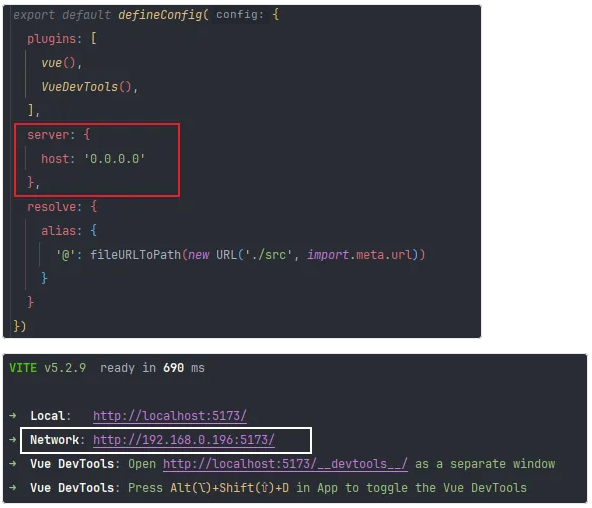 export default defineConfig( config: {
plugins: [
vue(),
VueDevTools(),
],
server: {
host: '0.0.0.0'
},
resolve: {
alias: {
'@': fileURLToPath(new URL('./src', import.meta.url))
}
}
})
VITE v5.2.9 ready in 690 ms
➜ Local: http://localhost:5173/
➜ Network: http://192.168.0.196:5173/
➜ Vue DevTools: Open http://localhost:5173/__devtools__/ as a separate window
➜ Vue DevTools: Press Alt(⌥)+Shift(⇧)+D in App to toggle the Vue DevTools